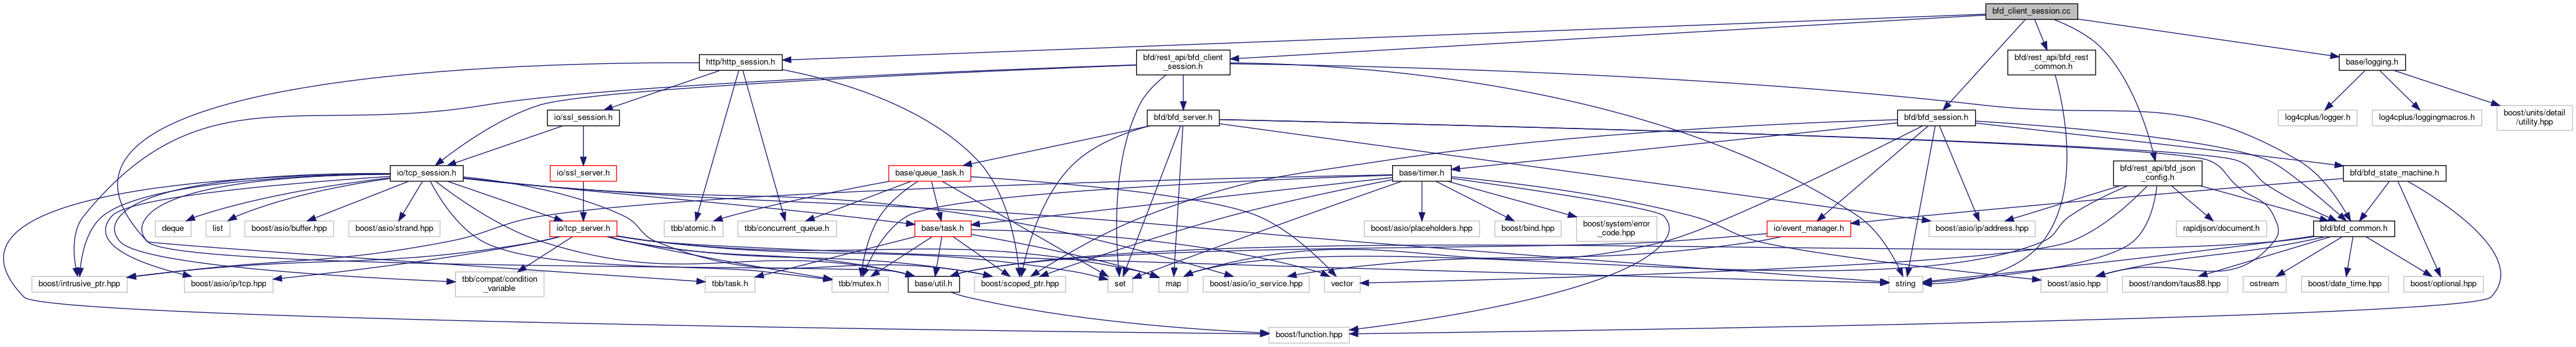 bfd_client_session.cc
http/http_session.h
bfd/rest_api/bfd_client
_session.h
bfd/rest_api/bfd_rest
_common.h
base/logging.h
io/ssl_session.h
bfd/bfd_server.h
bfd/bfd_session.h
log4cplus/logger.h
log4cplus/loggingmacros.h
boost/units/detail
/utility.hpp
io/tcp_session.h
io/ssl_server.h
base/queue_task.h
base/timer.h
bfd/rest_api/bfd_json
_config.h
bfd/bfd_state_machine.h
deque
list
boost/asio/buffer.hpp
boost/asio/strand.hpp
io/tcp_server.h
tbb/atomic.h
tbb/concurrent_queue.h
base/task.h
boost/asio/placeholders.hpp
boost/bind.hpp
boost/system/error
_code.hpp
io/event_manager.h
boost/asio/ip/address.hpp
rapidjson/document.h
bfd/bfd_common.h
boost/intrusive_ptr.hpp
boost/asio/ip/tcp.hpp
tbb/compat/condition
_variable
tbb/task.h
tbb/mutex.h
base/util.h
boost/scoped_ptr.hpp
set
map
boost/asio/io_service.hpp
vector
string
boost/asio.hpp
boost/random/taus88.hpp
ostream
boost/date_time.hpp
boost/optional.hpp
boost/function.hpp